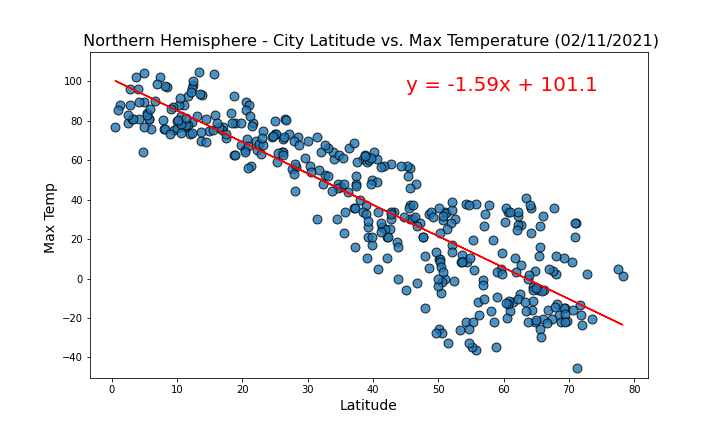 Northern Hemisphere - City Latitude vs. Max Temperature (02/11/2021)
y = -1.59x + 101.1
Max Temp
100
80
60
40
20
0
−20
−40
0 10 20 30 40 50 60 70 80
Latitude